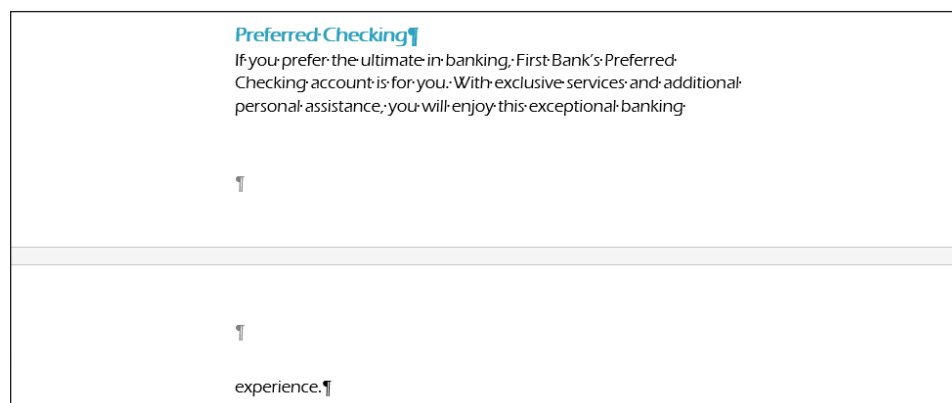 Preferred·Checking¶
If·you·prefer·the·ultimate·in·banking,·First·Bank's·Preferred·
Checking·account·is·for·you.·With·exclusive·services·and·additional·
personal·assistance,·you·will·enjoy·this·exceptional·banking·
¶
¶
experience.¶